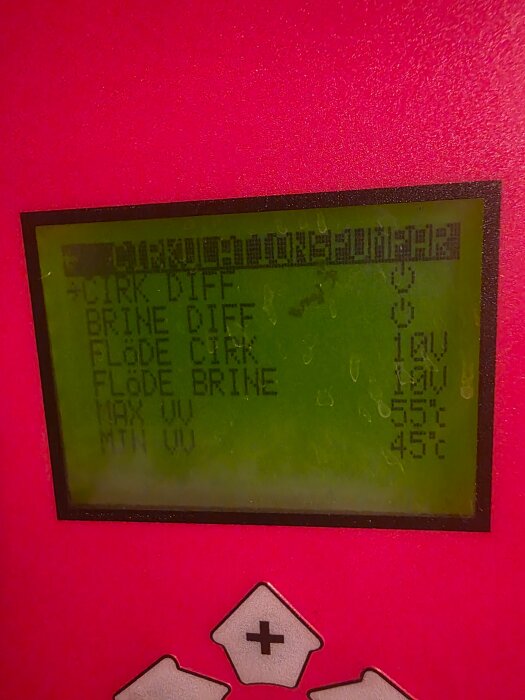 CIRKULATIONSPUMPAR
CIRK DIFF
BRINE DIFF
FLöDE CIRK 10V
FLöDE BRINE 10V
MAX VV 55°c
MIN VV 45°c
+